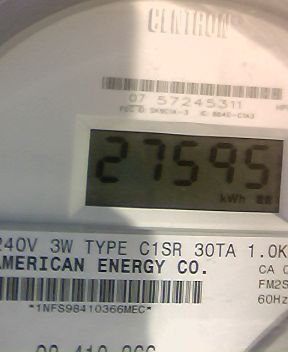 CENTRON
07 57245311
27595
kWh
240V 3W TYPE C1SR 30TA 1.0K
AMERICAN ENERGY CO.
CA 0
FM2S
60Hz
*1NFS98410366MEC*